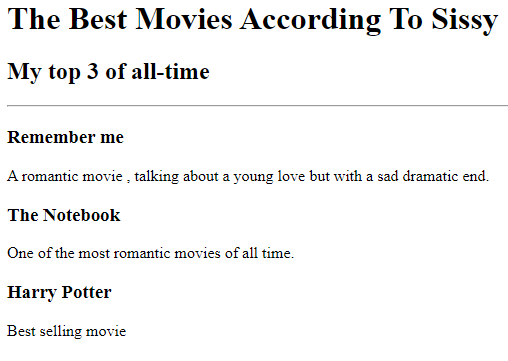 The Best Movies According To Sissy
My top 3 of all-time
Remember me
A romantic movie , talking about a young love but with a sad dramatic end.
The Notebook
One of the most romantic movies of all time.
Harry Potter
Best selling movie